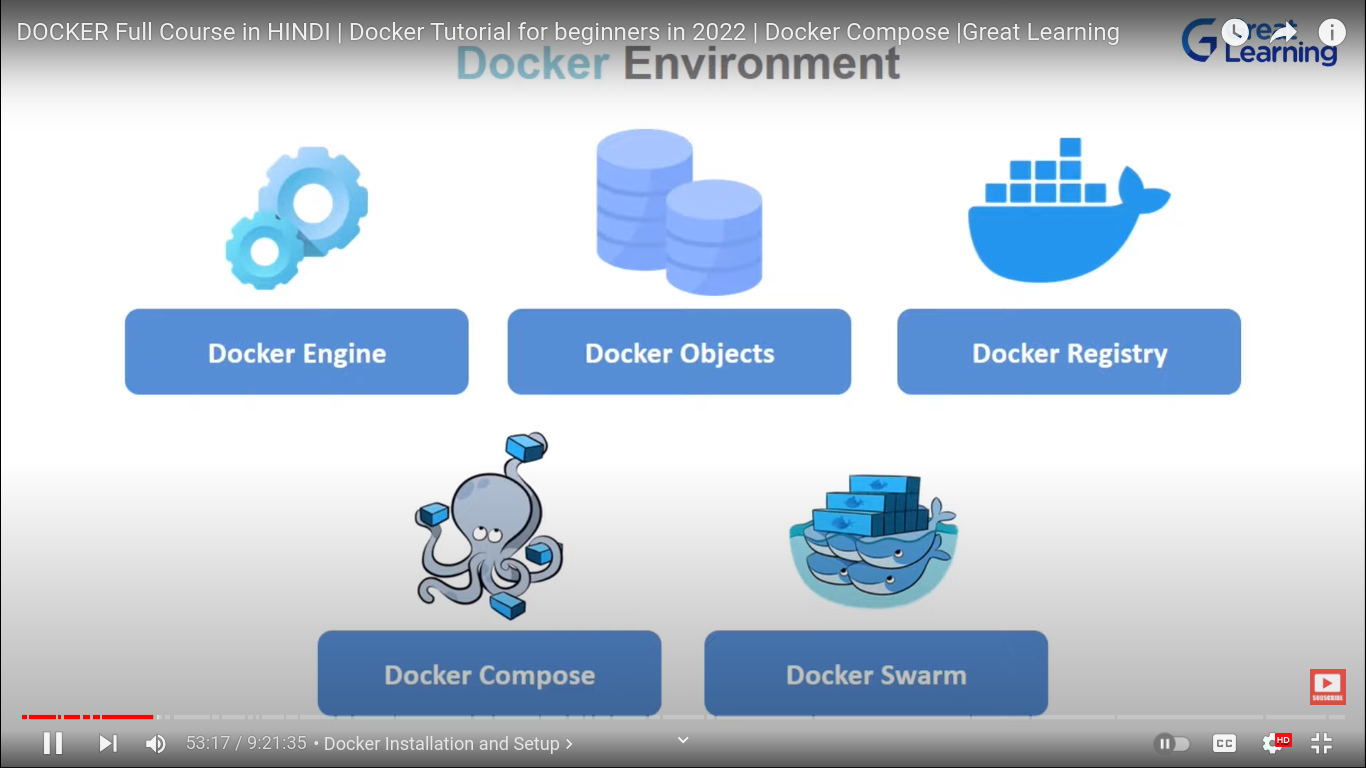 DOCKER Full Course in HINDI | Docker Tutorial for beginners in 2022 | Docker Compose |Great Learning
Great
Learning
Docker Environment
Docker Engine
Docker Objects
Docker Registry
Docker Compose
Docker Swarm
SUBSCRIBE
53:17 / 9:21:35 • Docker Installation and Setup
CC
HD